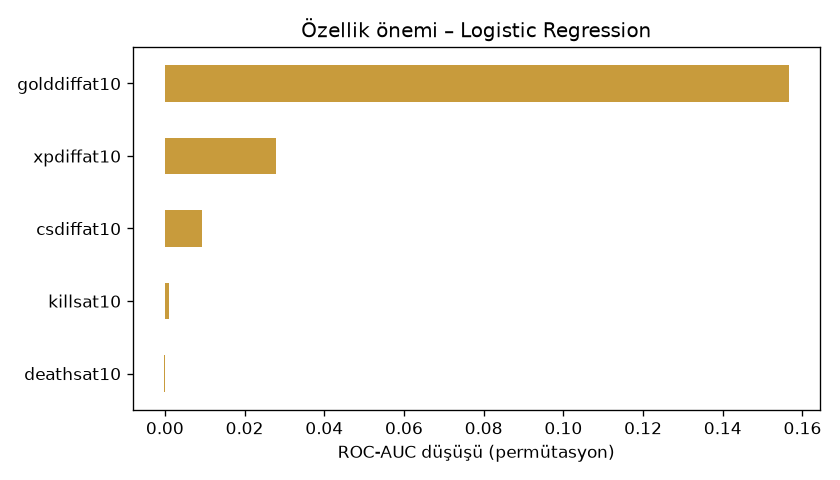 Özellik önemi – Logistic Regression
golddiffat10
xpdiffat10
csdiffat10
killsat10
deathsat10
0.00 0.02 0.04 0.06 0.08 0.10 0.12 0.14 0.16
ROC-AUC düşüşü (permütasyon)